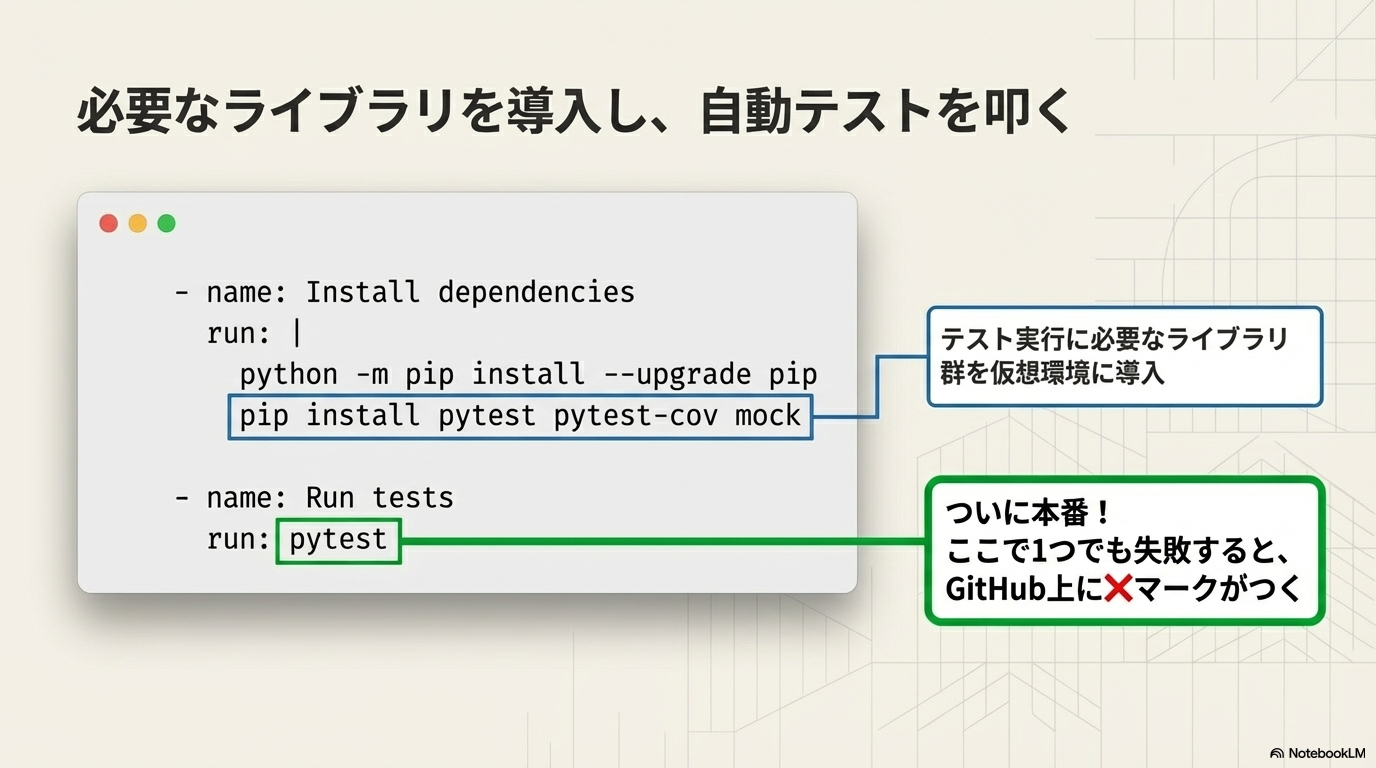 必要なライブラリを導入し、自動テストを叩く
- name: Install dependencies
run: |
python -m pip install --upgrade pip
pip install pytest pytest-cov mock
- name: Run tests
run: pytest
テスト実行に必要なライブラリ
群を仮想環境に導入
ついに本番！
ここで1つでも失敗すると、
GitHub上に❌マークがつく
NotebookLM